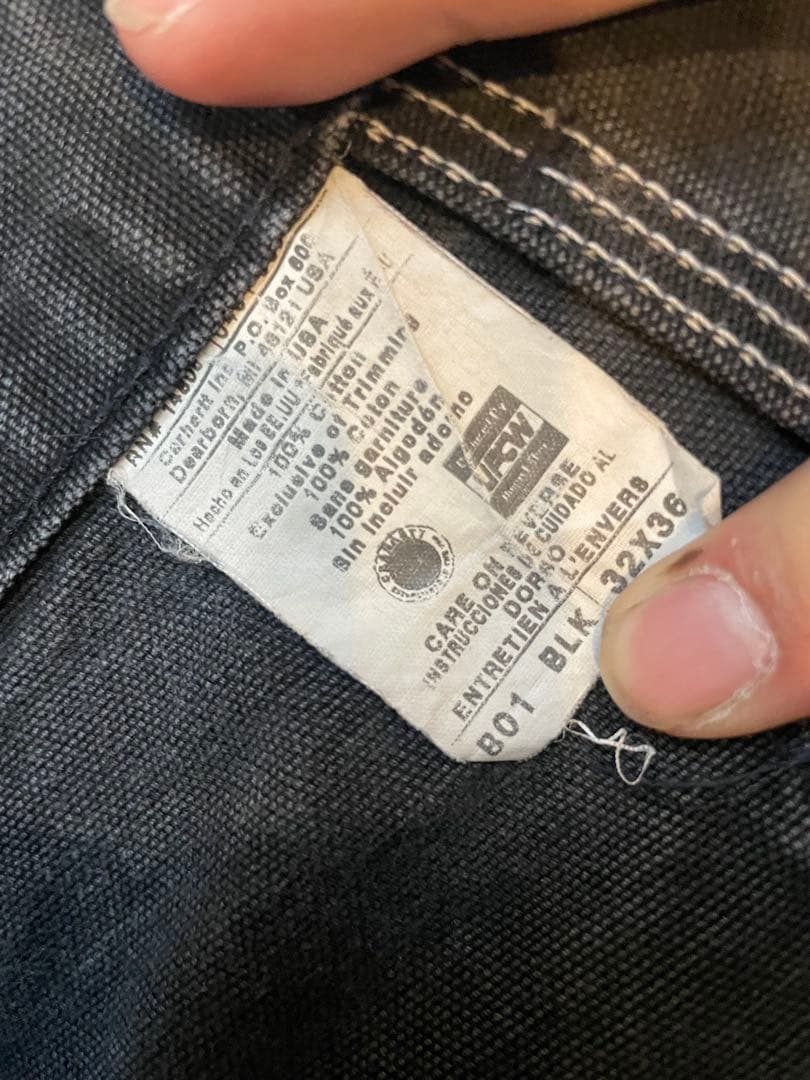 RN#
Carhartt Inc. P.O. Box 600
Dearborn, MI 48121 USA
Made in USA
Hecho en Los EE.UU Fabriqué aux É U
100% Cotton
Exclusive of Trimming
100% Coton
Sans garniture
100% Algodón
Sin incluir adorno
UFCW
CARE ON REVERSE
INSTRUCCIONES DE CUIDADO AL
DORSO
ENTRETIEN A L'ENVERS
B01 BLK 32X36